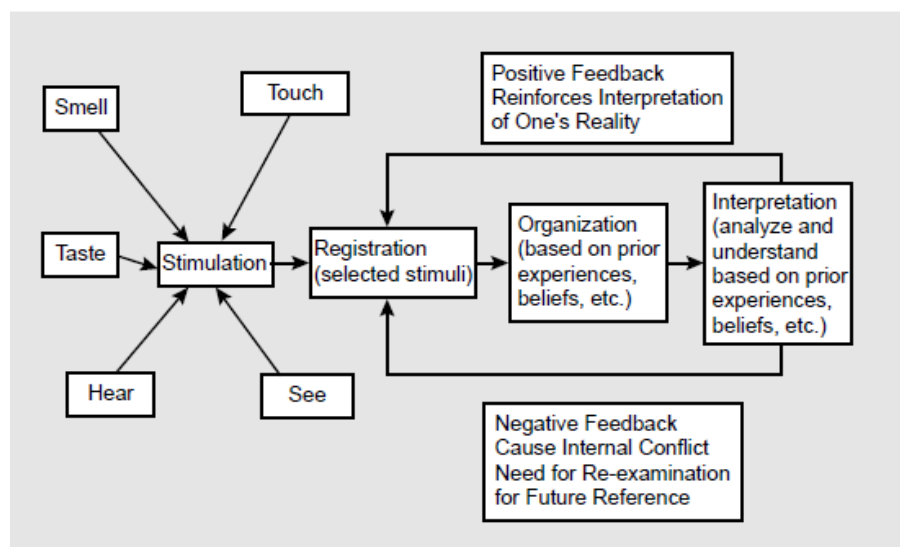 Smell
Touch
Taste
Hear
See
Stimulation
Registration
(selected stimuli)
Organization
(based on prior
experiences,
beliefs, etc.)
Interpretation
(analyze and
understand
based on prior
experiences,
beliefs, etc.)
Positive Feedback
Reinforces Interpretation
of One's Reality
Negative Feedback
Cause Internal Conflict
Need for Re-examination
for Future Reference